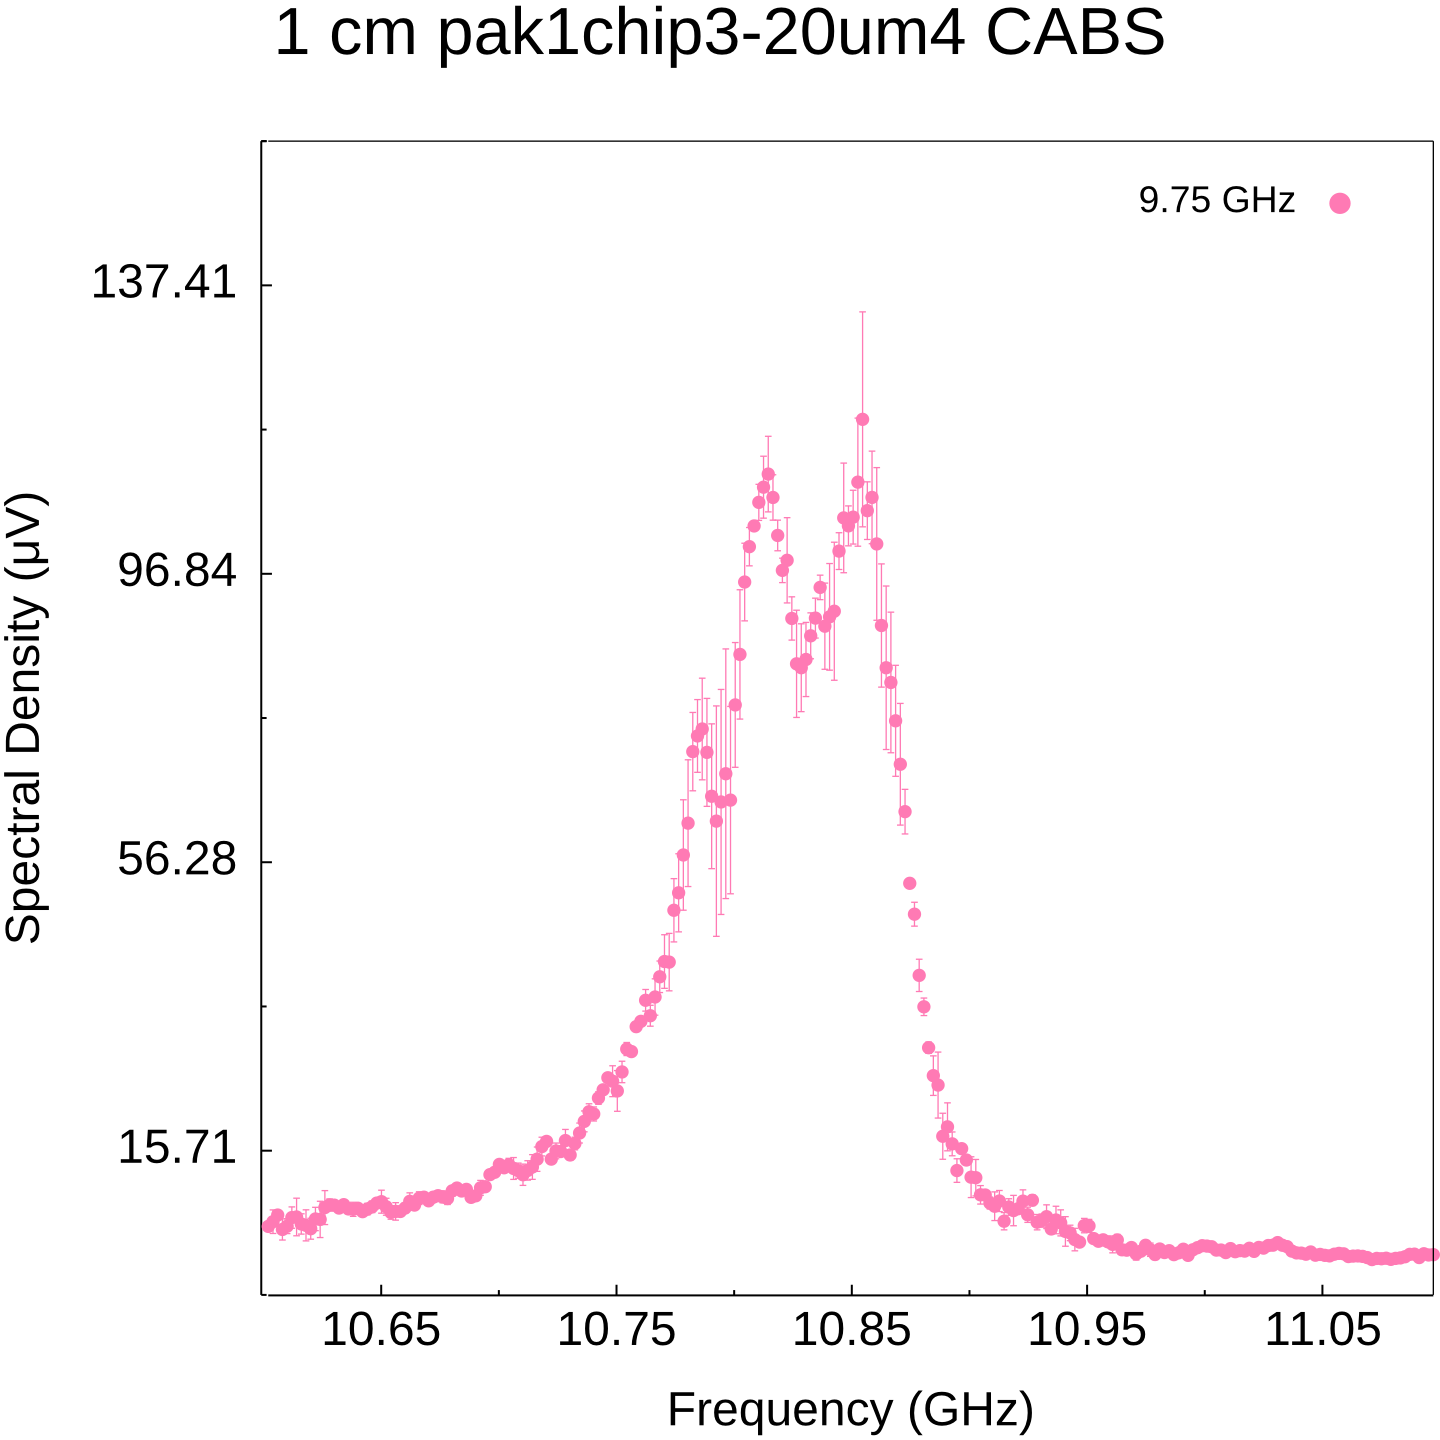 1 cm pak1chip3-20um4 CABS
9.75 GHz
137.41
96.84
56.28
15.71
Spectral Density (μV)
10.65 10.75 10.85 10.95 11.05
Frequency (GHz)